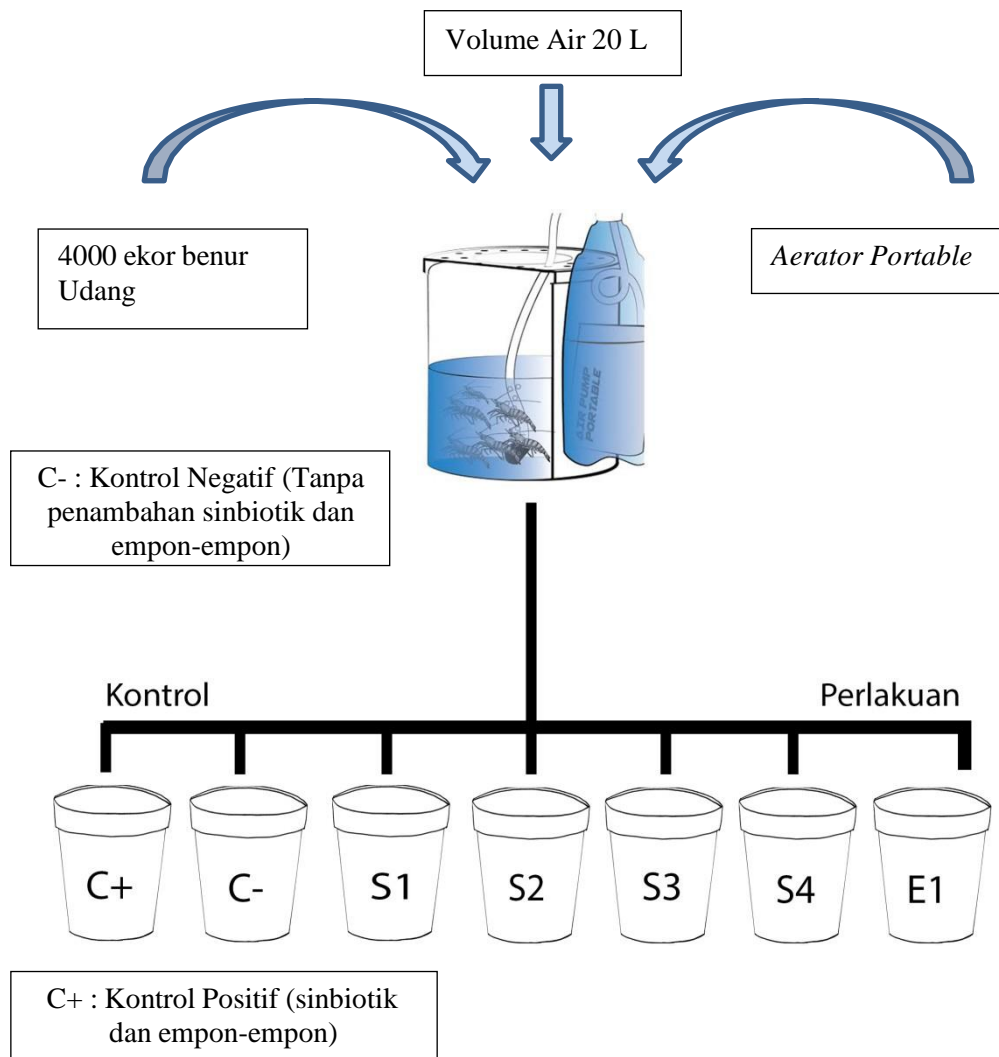 Volume Air 20 L
4000 ekor benur
Udang
Aerator Portable
AIR PUMP
PORTABLE
C- : Kontrol Negatif (Tanpa
penambahan sinbiotik dan
empon-empon)
Kontrol
Perlakuan
C+
C-
S1
S2
S3
S4
E1
C+ : Kontrol Positif (sinbiotik
dan empon-empon)